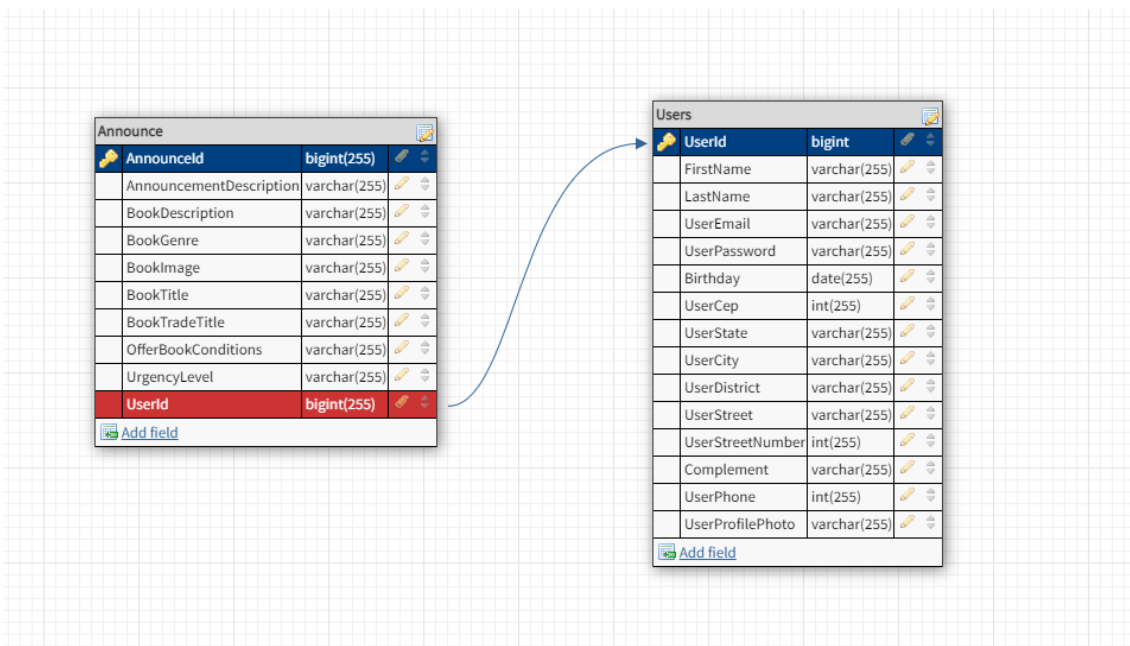 Announce
AnnounceId bigint(255)
AnnouncementDescription varchar(255)
BookDescription varchar(255)
BookGenre varchar(255)
BookImage varchar(255)
BookTitle varchar(255)
BookTradeTitle varchar(255)
OfferBookConditions varchar(255)
UrgencyLevel varchar(255)
UserId bigint(255)
Add field
Users
UserId bigint
FirstName varchar(255)
LastName varchar(255)
UserEmail varchar(255)
UserPassword varchar(255)
Birthday date(255)
UserCep int(255)
UserState varchar(255)
UserCity varchar(255)
UserDistrict varchar(255)
UserStreet varchar(255)
UserStreetNumber int(255)
Complement varchar(255)
UserPhone int(255)
UserProfilePhoto varchar(255)
Add field